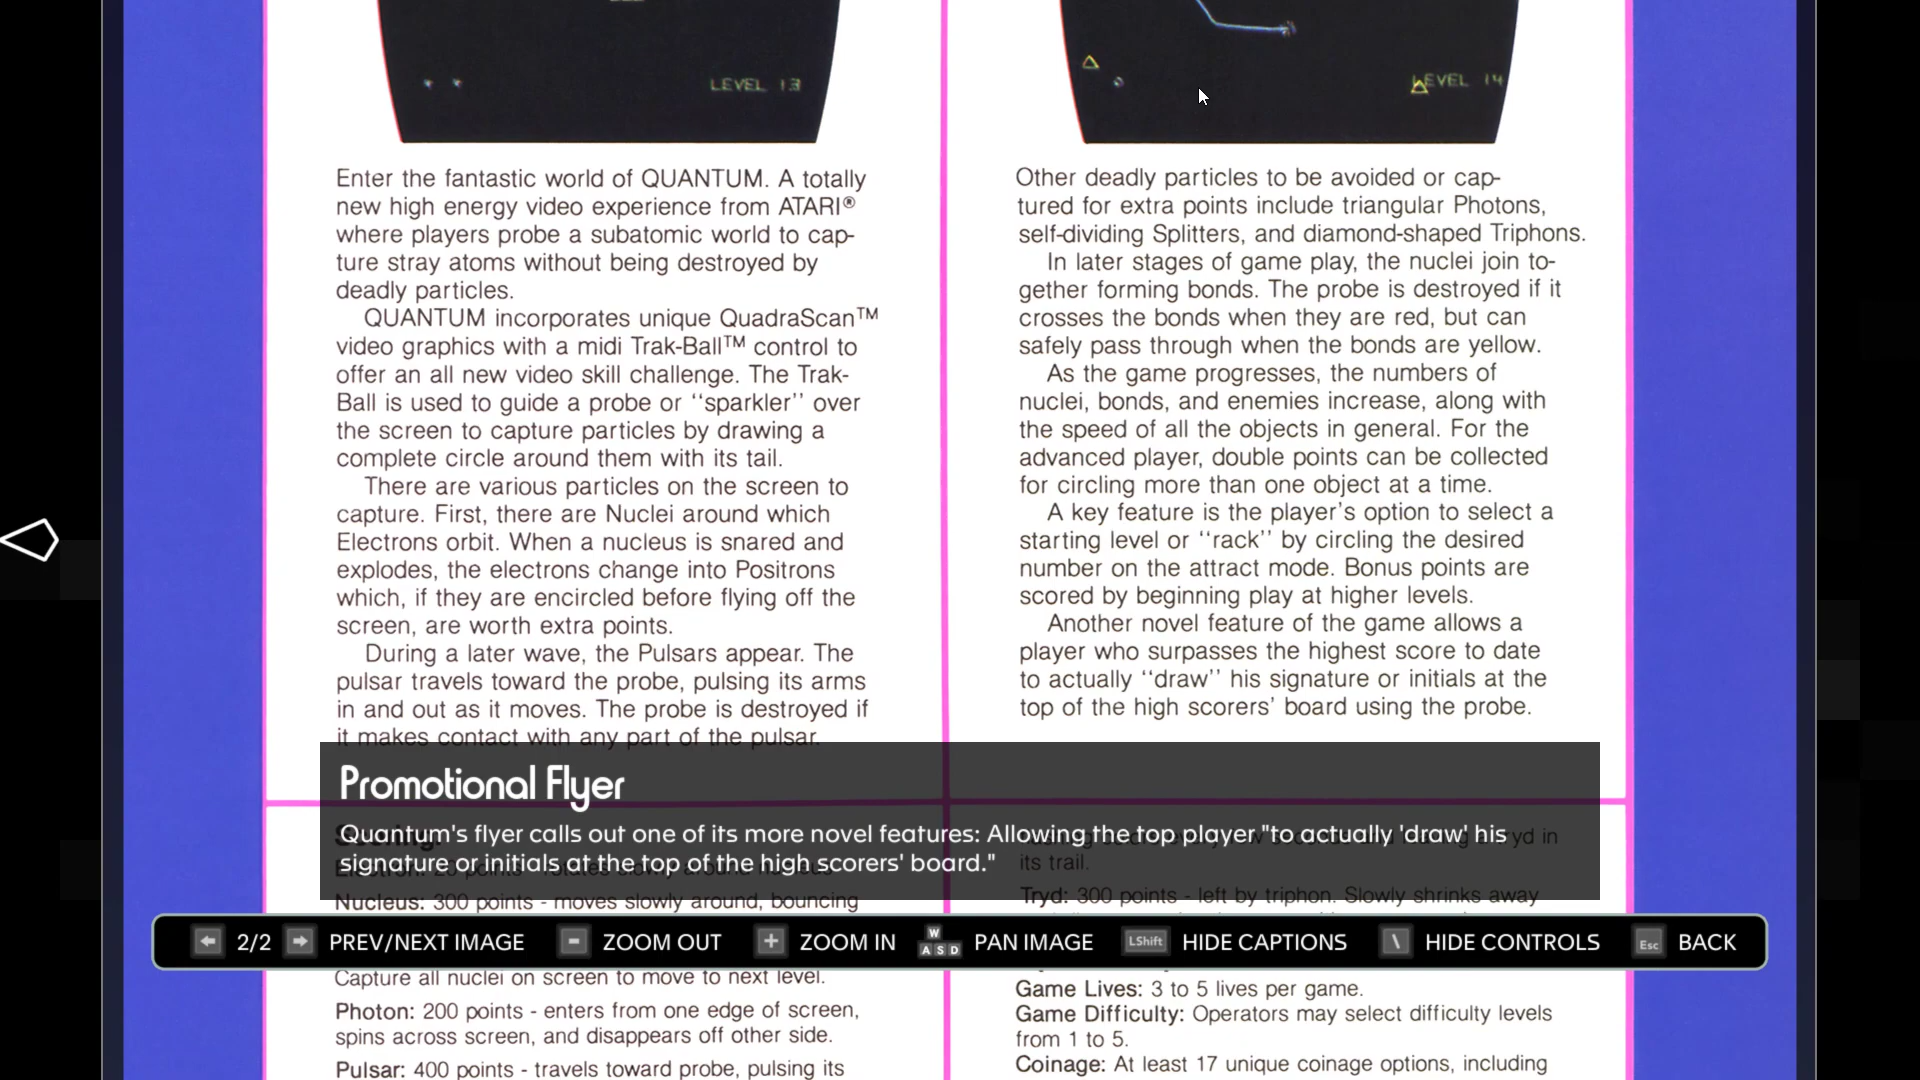 LEVEL 13
LEVEL 14
Enter the fantastic world of QUANTUM. A totally
new high energy video experience from ATARI®
where players probe a subatomic world to cap-
ture stray atoms without being destroyed by
deadly particles.
QUANTUM incorporates unique QuadraScan™
video graphics with a midi Trak-Ball™ control to
offer an all new video skill challenge. The Trak-
Ball is used to guide a probe or ‘‘sparkler’’ over
the screen to capture particles by drawing a
complete circle around them with its tail.
There are various particles on the screen to
capture. First, there are Nuclei around which
Electrons orbit. When a nucleus is snared and
explodes, the electrons change into Positrons
which, if they are encircled before flying off the
screen, are worth extra points.
During a later wave, the Pulsars appear. The
pulsar travels toward the probe, pulsing its arms
in and out as it moves. The probe is destroyed if
it makes contact with any part of the pulsar.
Other deadly particles to be avoided or cap-
tured for extra points include triangular Photons,
self-dividing Splitters, and diamond-shaped Triphons.
In later stages of game play, the nuclei join to-
gether forming bonds. The probe is destroyed if it
crosses the bonds when they are red, but can
safely pass through when the bonds are yellow.
As the game progresses, the numbers of
nuclei, bonds, and enemies increase, along with
the speed of all the objects in general. For the
advanced player, double points can be collected
for circling more than one object at a time.
A key feature is the player's option to select a
starting level or ‘‘rack’’ by circling the desired
number on the attract mode. Bonus points are
scored by beginning play at higher levels.
Another novel feature of the game allows a
player who surpasses the highest score to date
to actually ‘‘draw’’ his signature or initials at the
top of the high scorers' board using the probe.
Promotional Flyer
Quantum's flyer calls out one of its more novel features: Allowing the top player "to actually 'draw' his
signature or initials at the top of the high scorers' board."
Nucleus: 300 points - moves slowly around, bouncing
Capture all nuclei on screen to move to next level.
Photon: 200 points - enters from one edge of screen,
spins across screen, and disappears off other side.
Pulsar: 400 points - travels toward probe, pulsing its
its trail.
Tryd: 300 points - left by triphon. Slowly shrinks away
Game Lives: 3 to 5 lives per game.
Game Difficulty: Operators may select difficulty levels
from 1 to 5.
Coinage: At least 17 unique coinage options, including
2/2 PREV/NEXT IMAGE - ZOOM OUT + ZOOM IN W A S D PAN IMAGE LShift HIDE CAPTIONS \ HIDE CONTROLS Esc BACK